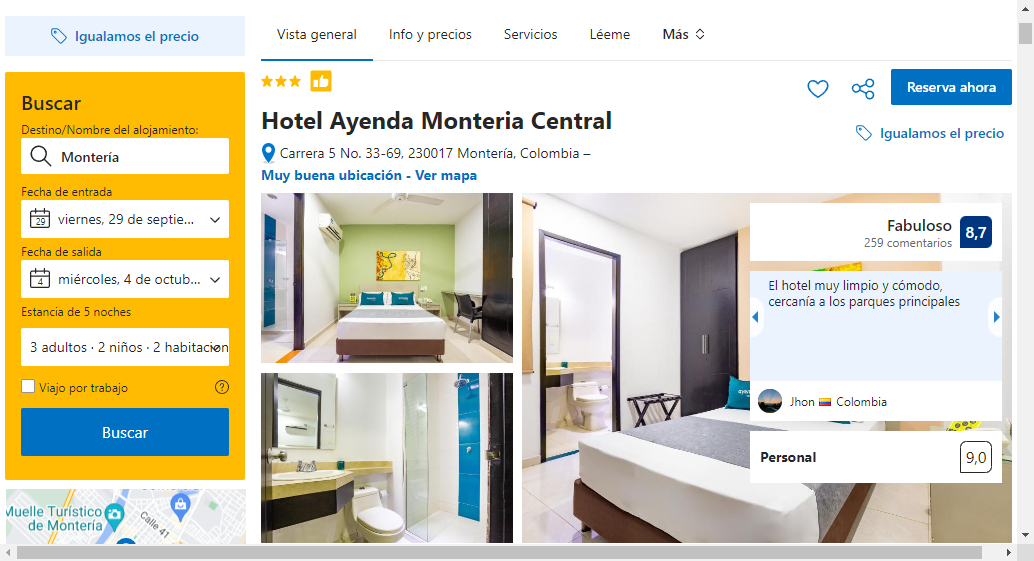 Igualamos el precio
Vista general
Info y precios
Servicios
Léeme
Más
Buscar
Destino/Nombre del alojamiento:
Montería
Fecha de entrada
29
viernes, 29 de septie...
Fecha de salida
4
miércoles, 4 de octub...
Estancia de 5 noches
3 adultos · 2 niños · 2 habitacion
Viajo por trabajo
Buscar
Muelle Turístico
de Montería
Calle 41
Reserva ahora
Hotel Ayenda Monteria Central
Igualamos el precio
Carrera 5 No. 33-69, 230017 Montería, Colombia –
Muy buena ubicación - Ver mapa
Fabuloso
8,7
259 comentarios
El hotel muy limpio y cómodo,
cercanía a los parques principales
Jhon
Colombia
Personal
9,0